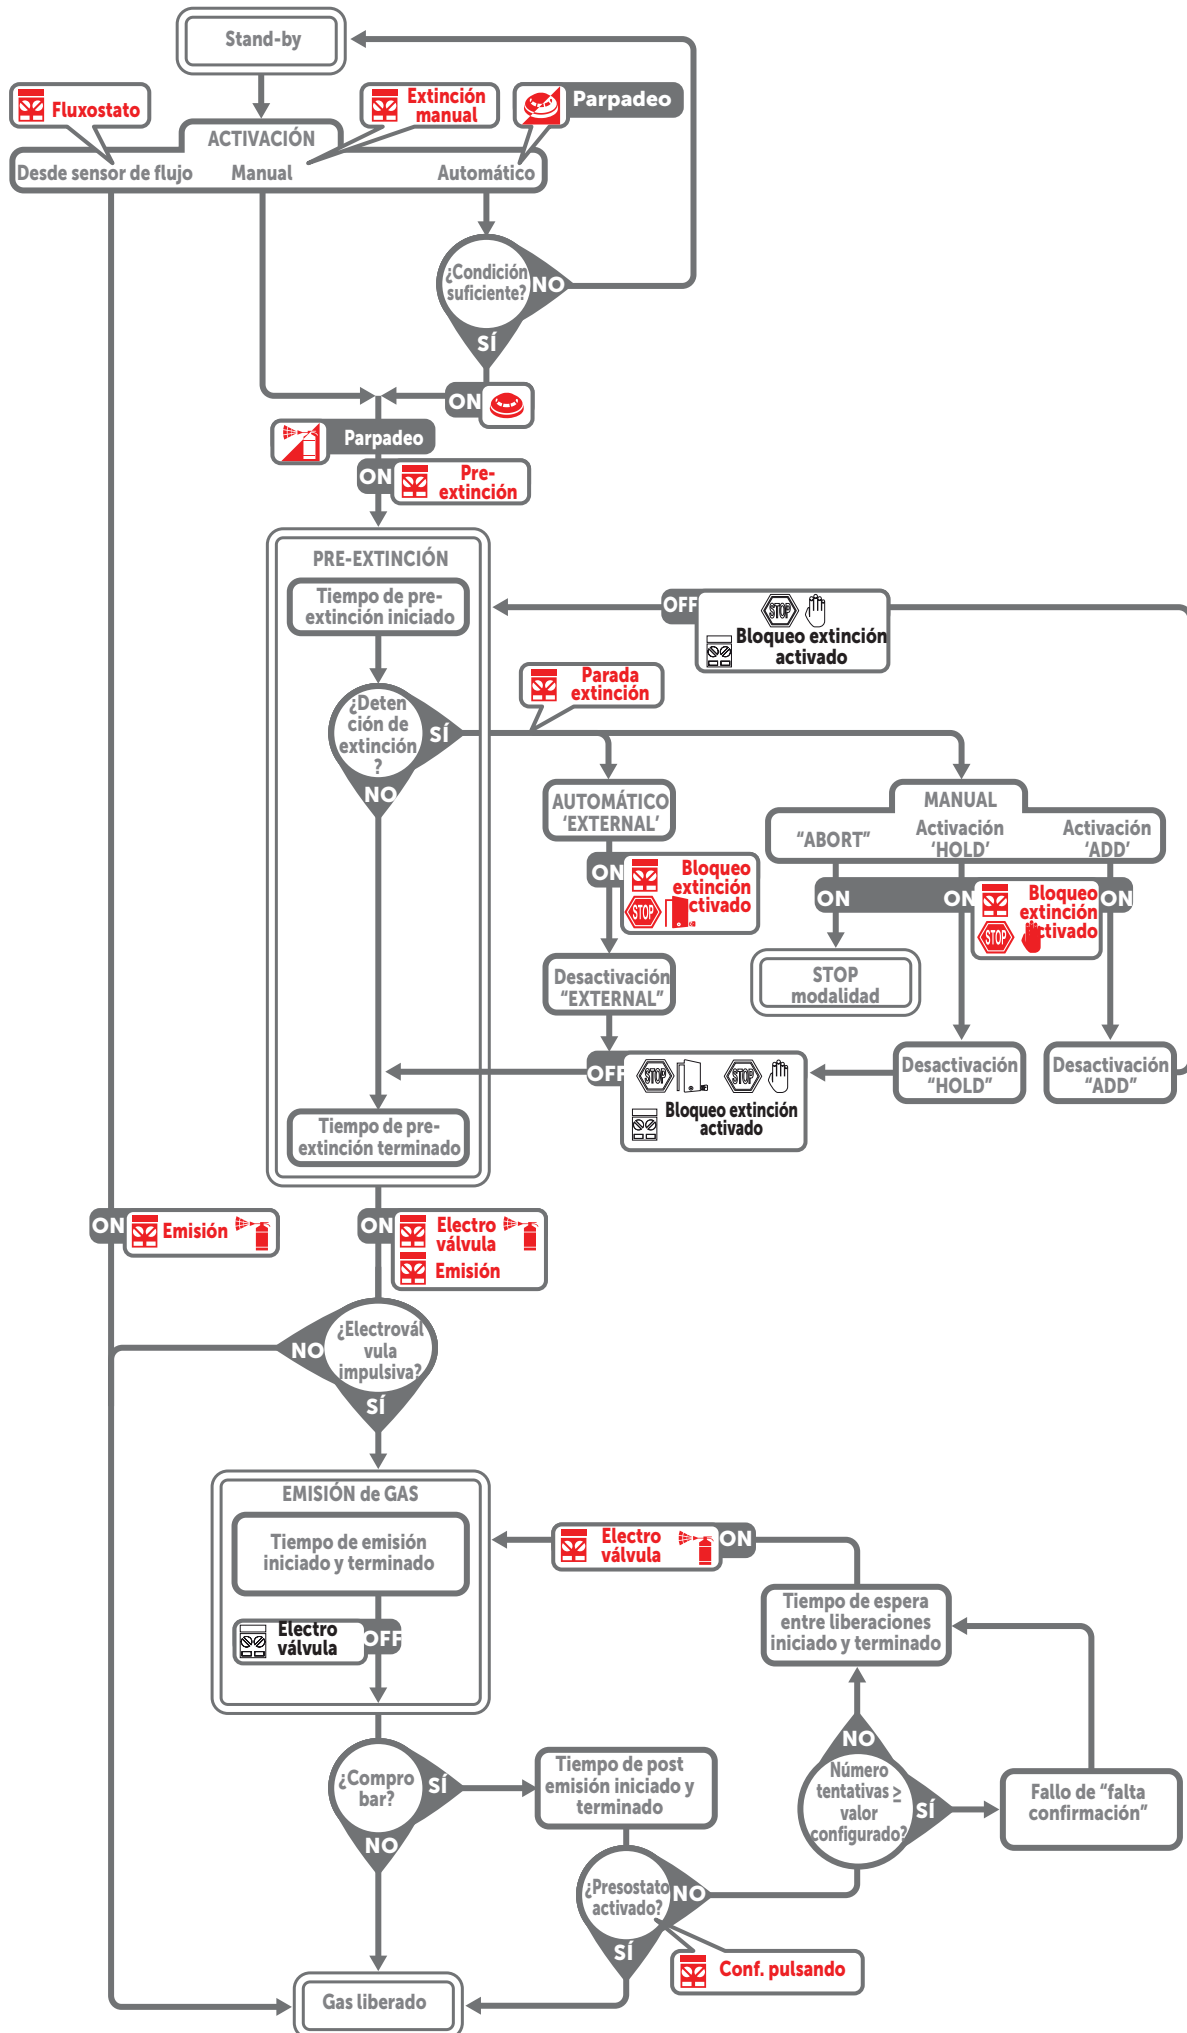 Stand-by
Fluxostato
Extinción
manual
Parpadeo
ACTIVACIÓN
Desde sensor de flujo
Manual
Automático
¿Condición
suficiente?
NO
SÍ
ON
Parpadeo
ON
Pre-
extinción
PRE-EXTINCIÓN
Tiempo de pre-
extinción iniciado
OFF
STOP
Bloqueo extinción
activado
Parada
extinción
¿Deten
ción de
extinción
?
SÍ
NO
AUTOMÁTICO
‘EXTERNAL’
MANUAL
“ABORT”
Activación
‘HOLD’
Activación
‘ADD’
ON
Bloqueo
extinción
ctivado
STOP
ON
ON
Bloqueo
extinción
activado
STOP
ON
Desactivación
“EXTERNAL”
STOP
modalidad
OFF
STOP
STOP
Bloqueo extinción
activado
Desactivación
“HOLD”
Desactivación
“ADD”
Tiempo de pre-
extinción terminado
ON
Emisión
ON
Electro
válvula
Emisión
¿Electrovál
vula
impulsiva?
NO
SÍ
EMISIÓN de GAS
Tiempo de emisión
iniciado y terminado
Electro
válvula
ON
Electro
válvula
OFF
Tiempo de espera
entre liberaciones
iniciado y terminado
¿Compro
bar?
SÍ
NO
Tiempo de post
emisión iniciado y
terminado
NO
Número
tentativas ≥
valor
configurado?
SÍ
Fallo de “falta
confirmación”
¿Presostato
activado?
NO
SÍ
Conf. pulsando
Gas liberado